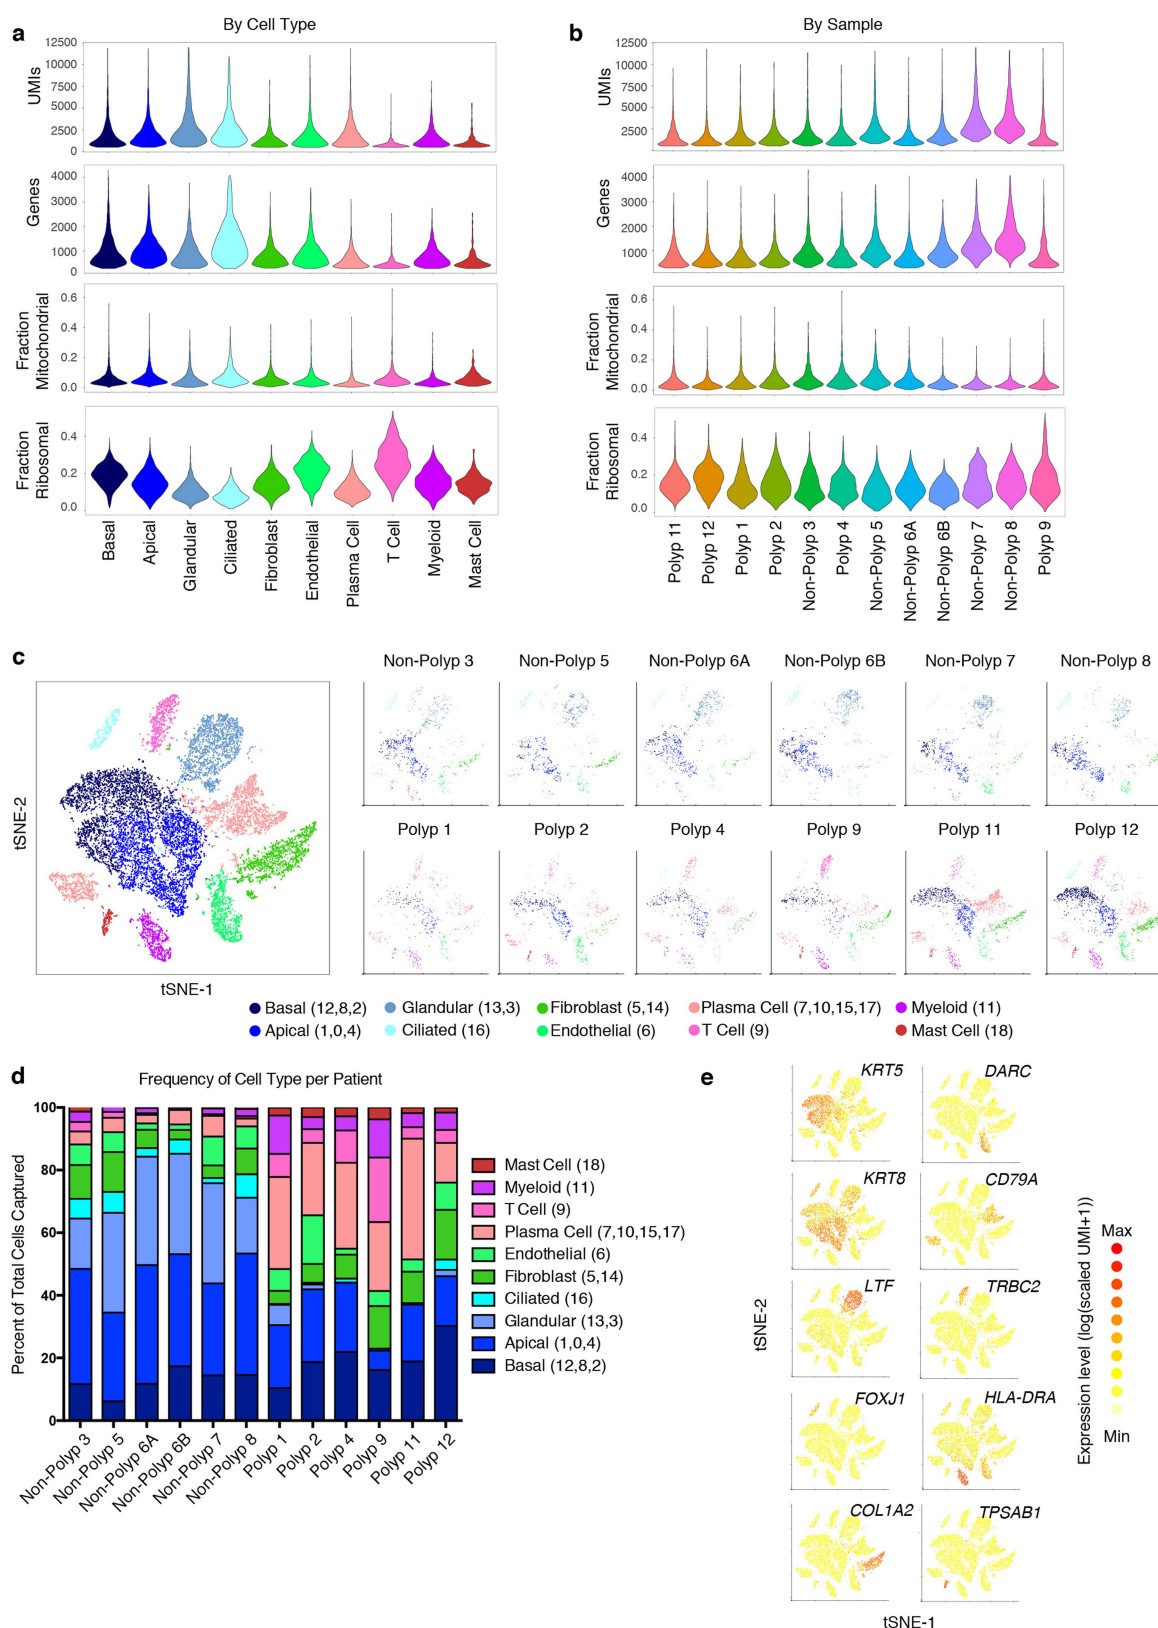 a
By Cell Type
UMIs
12500
10000
7500
5000
2500
0
Genes
4000
3000
2000
1000
0
Fraction
Mitochondrial
0.6
0.4
0.2
0.0
Fraction
Ribosomal
0.4
0.2
0.0
Basal
Apical
Glandular
Ciliated
Fibroblast
Endothelial
Plasma Cell
T Cell
Myeloid
Mast Cell
b
By Sample
UMIs
12500
10000
7500
5000
2500
Genes
4000
3000
2000
1000
Fraction
Mitochondrial
0.6
0.4
0.2
0.0
Fraction
Ribosomal
0.4
0.2
0.0
Polyp 11
Polyp 12
Polyp 1
Polyp 2
Non-Polyp 3
Polyp 4
Non-Polyp 5
Non-Polyp 6A
Non-Polyp 6B
Non-Polyp 7
Non-Polyp 8
Polyp 9
c
tSNE-2
tSNE-1
Non-Polyp 3
Non-Polyp 5
Non-Polyp 6A
Non-Polyp 6B
Non-Polyp 7
Non-Polyp 8
Polyp 1
Polyp 2
Polyp 4
Polyp 9
Polyp 11
Polyp 12
Basal (12,8,2)
Glandular (13,3)
Fibroblast (5,14)
Plasma Cell (7,10,15,17)
Myeloid (11)
Apical (1,0,4)
Ciliated (16)
Endothelial (6)
T Cell (9)
Mast Cell (18)
d
Frequency of Cell Type per Patient
Percent of Total Cells Captured
100
80
60
40
20
0
Non-Polyp 3
Non-Polyp 5
Non-Polyp 6A
Non-Polyp 6B
Non-Polyp 7
Non-Polyp 8
Polyp 1
Polyp 2
Polyp 4
Polyp 9
Polyp 11
Polyp 12
Mast Cell (18)
Myeloid (11)
T Cell (9)
Plasma Cell (7,10,15,17)
Endothelial (6)
Fibroblast (5,14)
Ciliated (16)
Glandular (13,3)
Apical (1,0,4)
Basal (12,8,2)
e
KRT5
DARC
KRT8
CD79A
LTF
TRBC2
FOXJ1
HLA-DRA
COL1A2
TPSAB1
tSNE-2
tSNE-1
Expression level (log(scaled UMI+1))
Max
Min